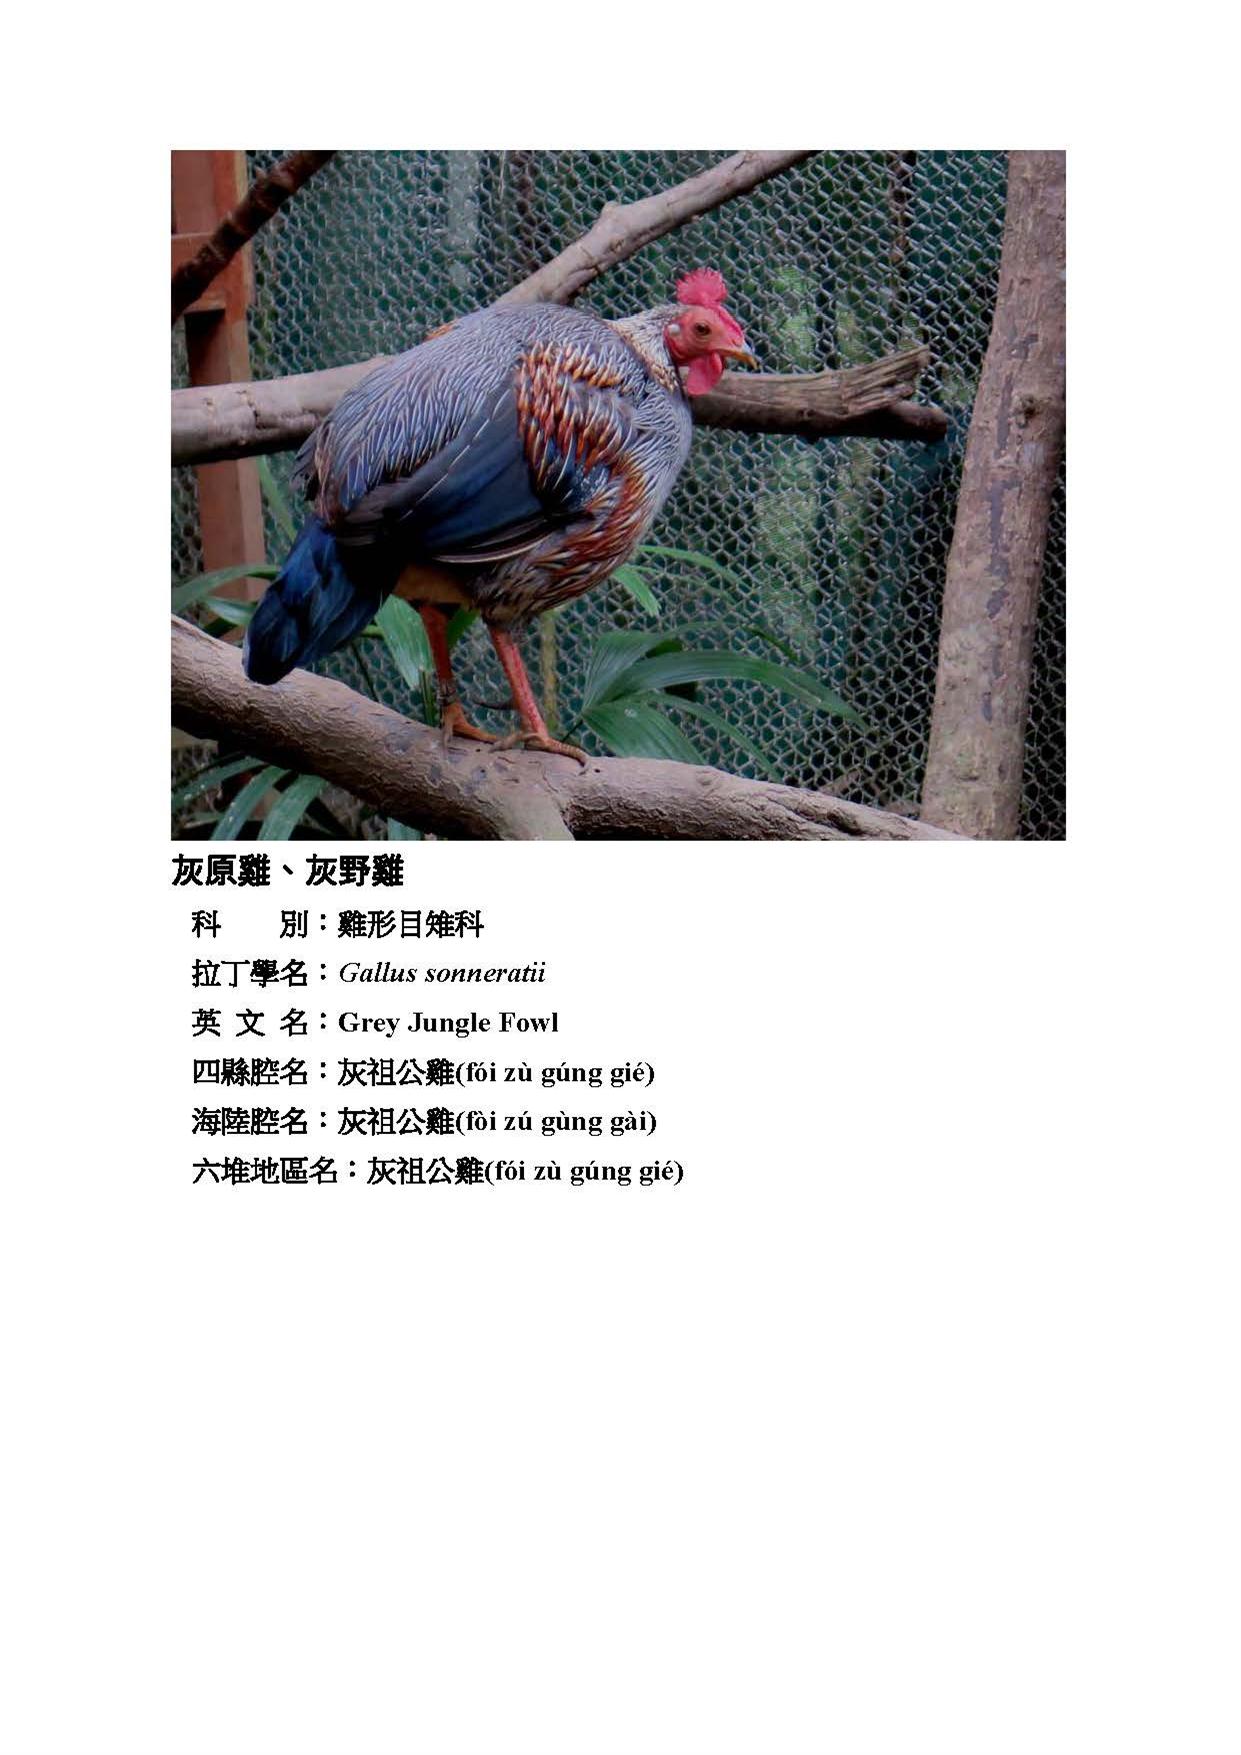 灰原雞、灰野雞
科　　別：雞形目雉科
拉丁學名：Gallus sonneratii
英 文 名：Grey Jungle Fowl
四縣腔名：灰祖公雞(fói zù gúng gié)
海陸腔名：灰祖公雞(fòi zú gùng gài)
六堆地區名：灰祖公雞(fói zù gúng gié)